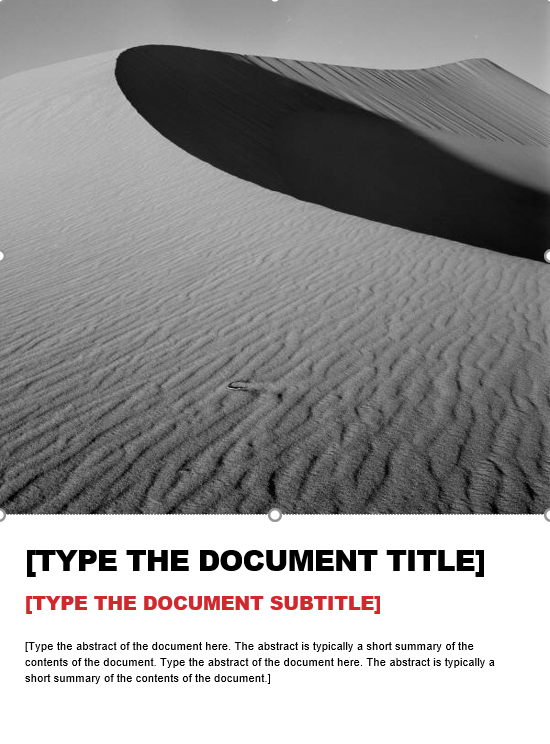 [TYPE THE DOCUMENT TITLE]
[TYPE THE DOCUMENT SUBTITLE]
[Type the abstract of the document here. The abstract is typically a short summary of the
contents of the document. Type the abstract of the document here. The abstract is typically a
short summary of the contents of the document.]